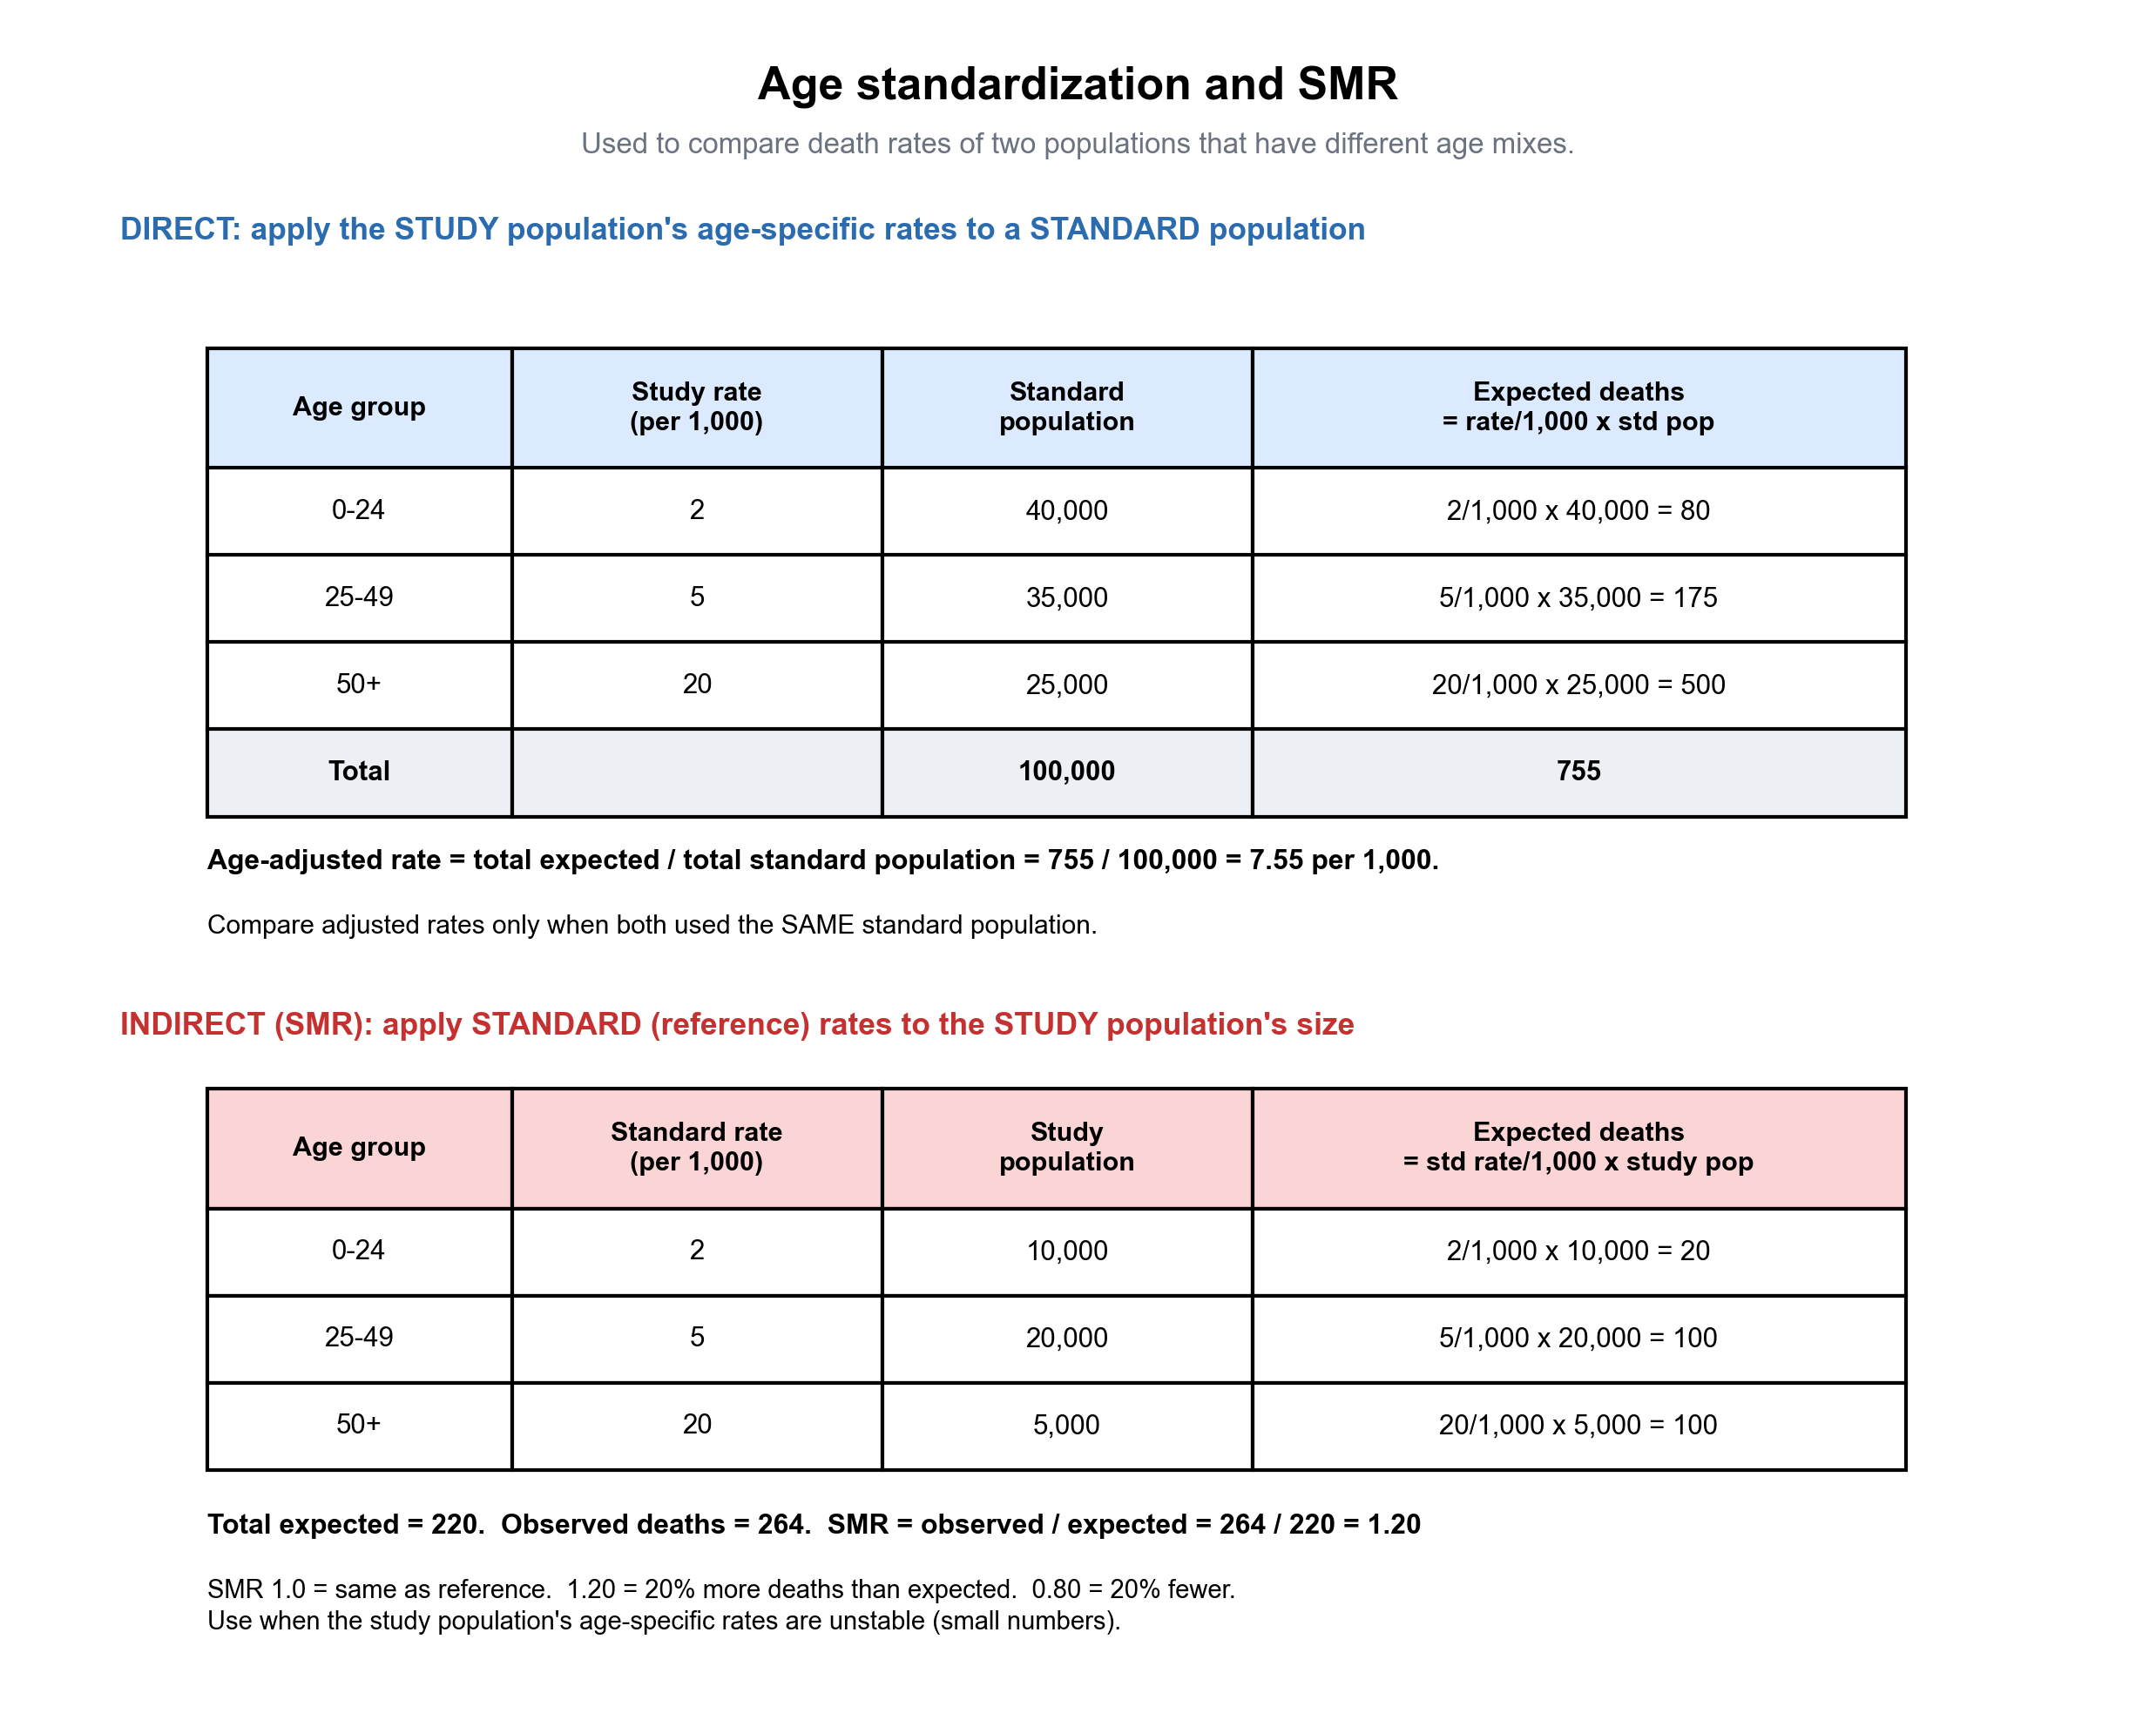 Age standardization and SMR
Used to compare death rates of two populations that have different age mixes.
DIRECT: apply the STUDY population's age-specific rates to a STANDARD population
Age group
Study rate
(per 1,000)
Standard
population
Expected deaths
= rate/1,000 x std pop
0-24 2 40,000 2/1,000 x 40,000 = 80
25-49 5 35,000 5/1,000 x 35,000 = 175
50+ 20 25,000 20/1,000 x 25,000 = 500
Total 100,000 755
Age-adjusted rate = total expected / total standard population = 755 / 100,000 = 7.55 per 1,000.
Compare adjusted rates only when both used the SAME standard population.
INDIRECT (SMR): apply STANDARD (reference) rates to the STUDY population's size
Age group
Standard rate
(per 1,000)
Study
population
Expected deaths
= std rate/1,000 x study pop
0-24 2 10,000 2/1,000 x 10,000 = 20
25-49 5 20,000 5/1,000 x 20,000 = 100
50+ 20 5,000 20/1,000 x 5,000 = 100
Total expected = 220.  Observed deaths = 264.  SMR = observed / expected = 264 / 220 = 1.20
SMR 1.0 = same as reference.  1.20 = 20% more deaths than expected.  0.80 = 20% fewer.
Use when the study population's age-specific rates are unstable (small numbers).